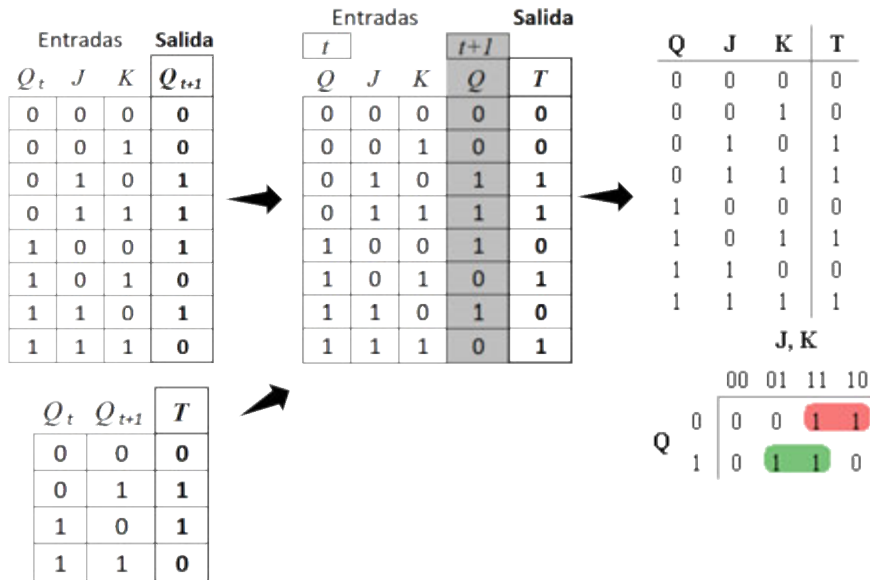 Entradas Salida
Q t J K Q t+1
0 0 0 0
0 0 1 0
0 1 0 1
0 1 1 1
1 0 0 1
1 0 1 0
1 1 0 1
1 1 1 0
Q t Q t+1 T
0 0 0
0 1 1
1 0 1
1 1 0
Entradas Salida
t t+1
Q J K Q T
0 0 0 0 0
0 0 1 0 0
0 1 0 1 1
0 1 1 1 1
1 0 0 1 0
1 0 1 0 1
1 1 0 1 0
1 1 1 0 1
Q J K T
0 0 0 0
0 0 1 0
0 1 0 1
0 1 1 1
1 0 0 0
1 0 1 1
1 1 0 0
1 1 1 1
J, K
00 01 11 10
0 0 0 1 1
Q
1 0 1 1 0